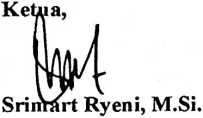 Ketua,
Srimart Ryeni, M.Si.